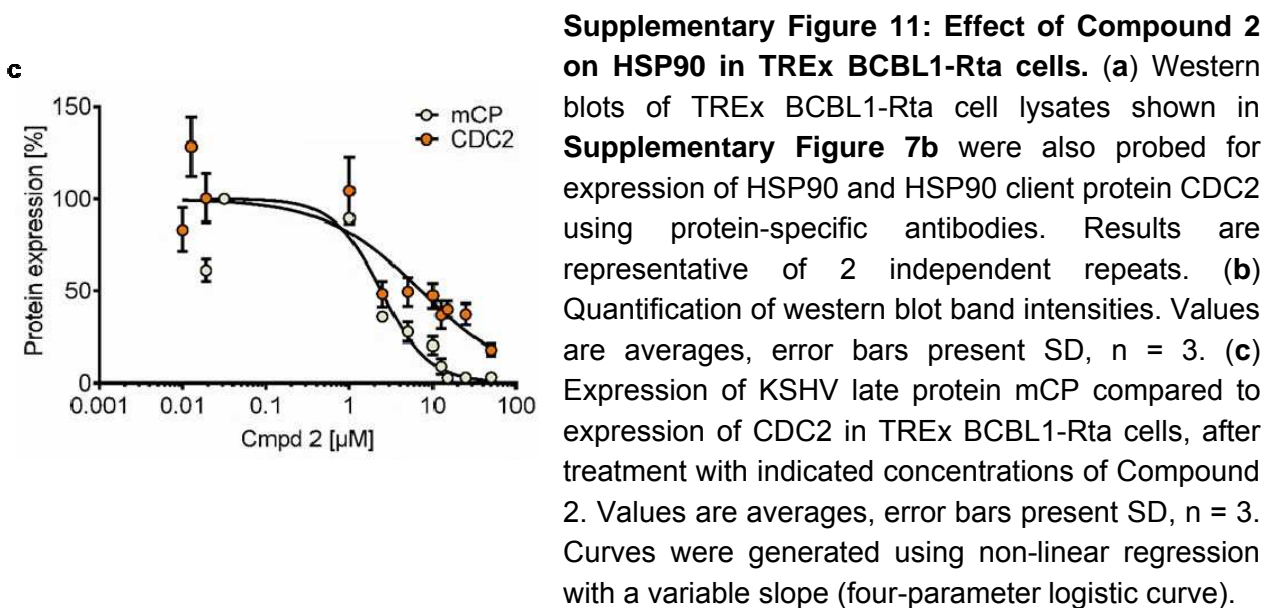 c
150
100
50
0
Protein expression [%]
mCP
CDC2
0.001 0.01 0.1 1 10 100
Cmpd 2 [µM]
Supplementary Figure 11: Effect of Compound 2
on HSP90 in TREx BCBL1-Rta cells. (a) Western
blots of TREx BCBL1-Rta cell lysates shown in
Supplementary Figure 7b were also probed for
expression of HSP90 and HSP90 client protein CDC2
using protein-specific antibodies. Results are
representative of 2 independent repeats. (b)
Quantification of western blot band intensities. Values
are averages, error bars present SD, n = 3. (c)
Expression of KSHV late protein mCP compared to
expression of CDC2 in TREx BCBL1-Rta cells, after
treatment with indicated concentrations of Compound
2. Values are averages, error bars present SD, n = 3.
Curves were generated using non-linear regression
with a variable slope (four-parameter logistic curve).